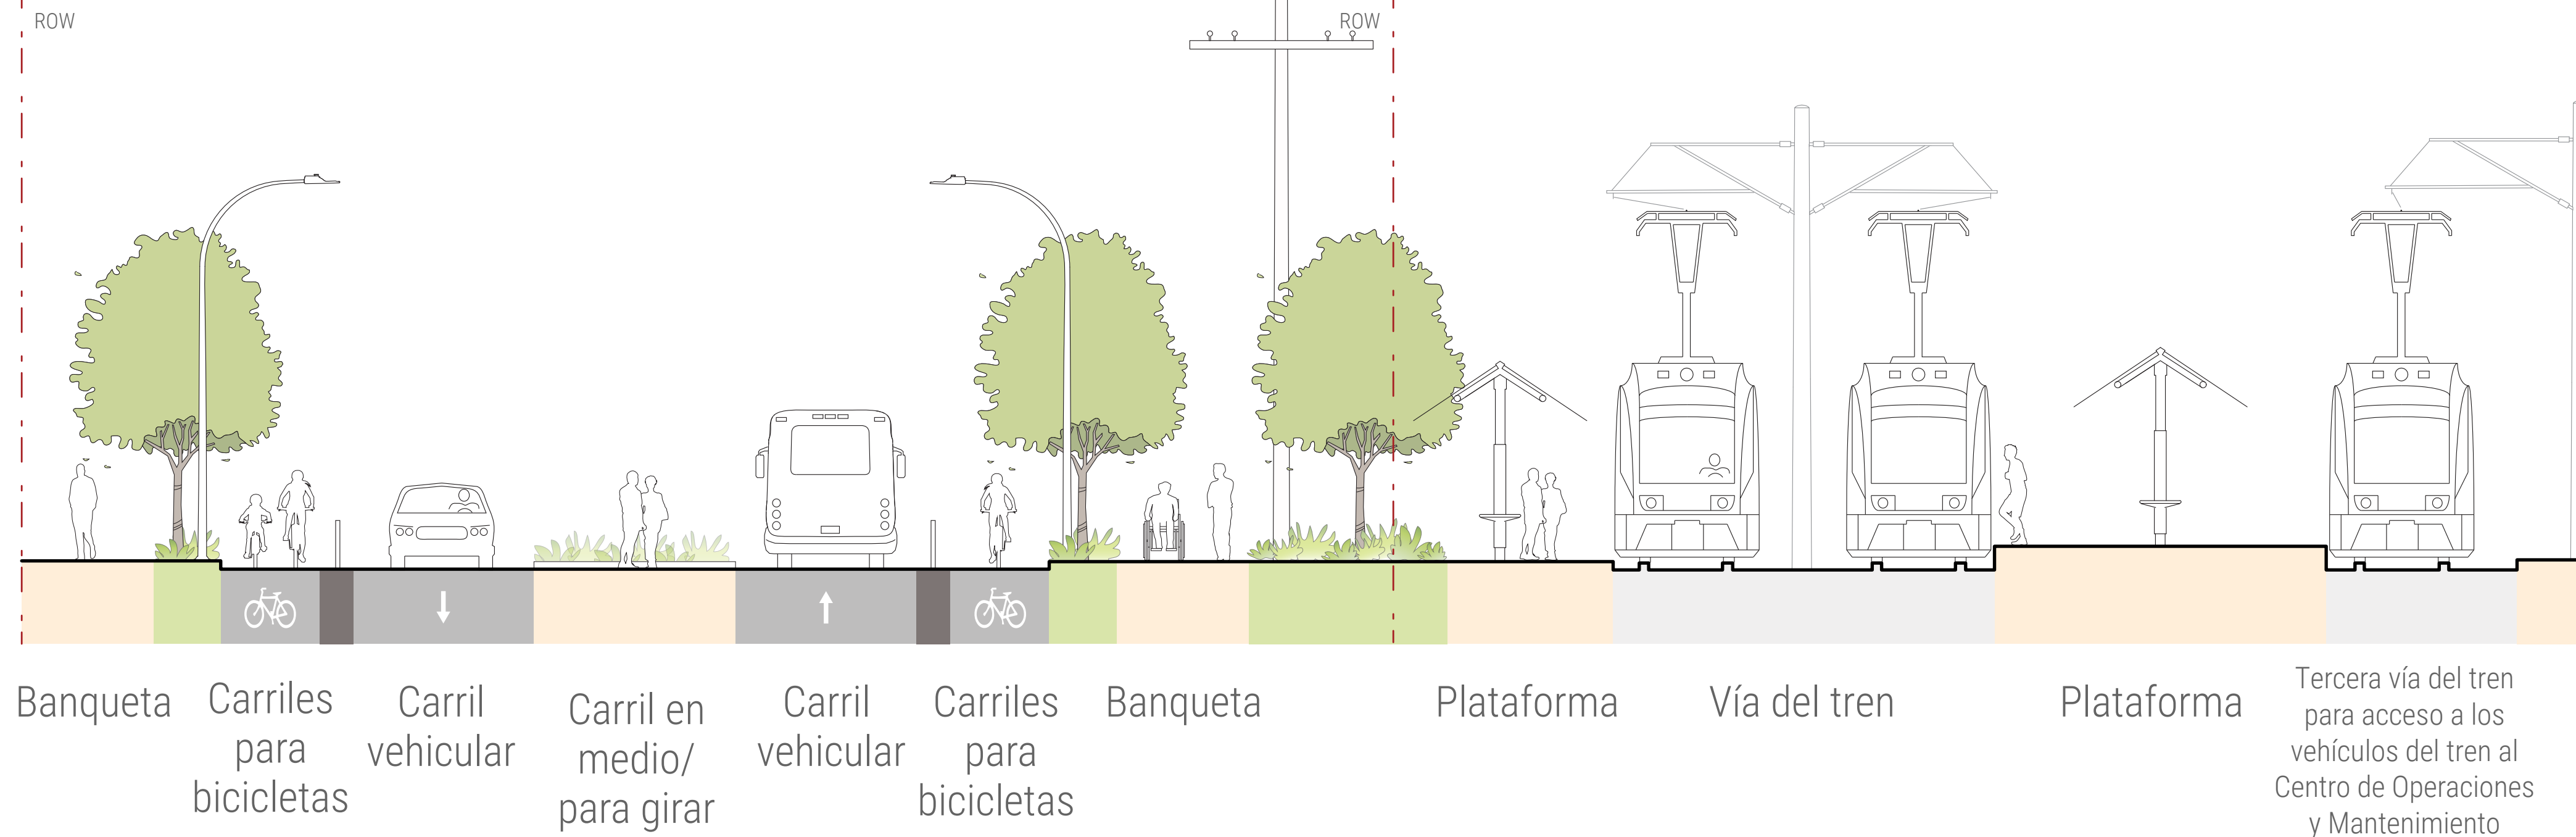 ROW
ROW
Banqueta
Carriles
para
bicicletas
Carril
vehicular
Carril en
medio/
para girar
Carril
vehicular
Carriles
para
bicicletas
Banqueta
Plataforma
Vía del tren
Plataforma
Tercera vía del tren
para acceso a los
vehículos del tren al
Centro de Operaciones
y Mantenimiento